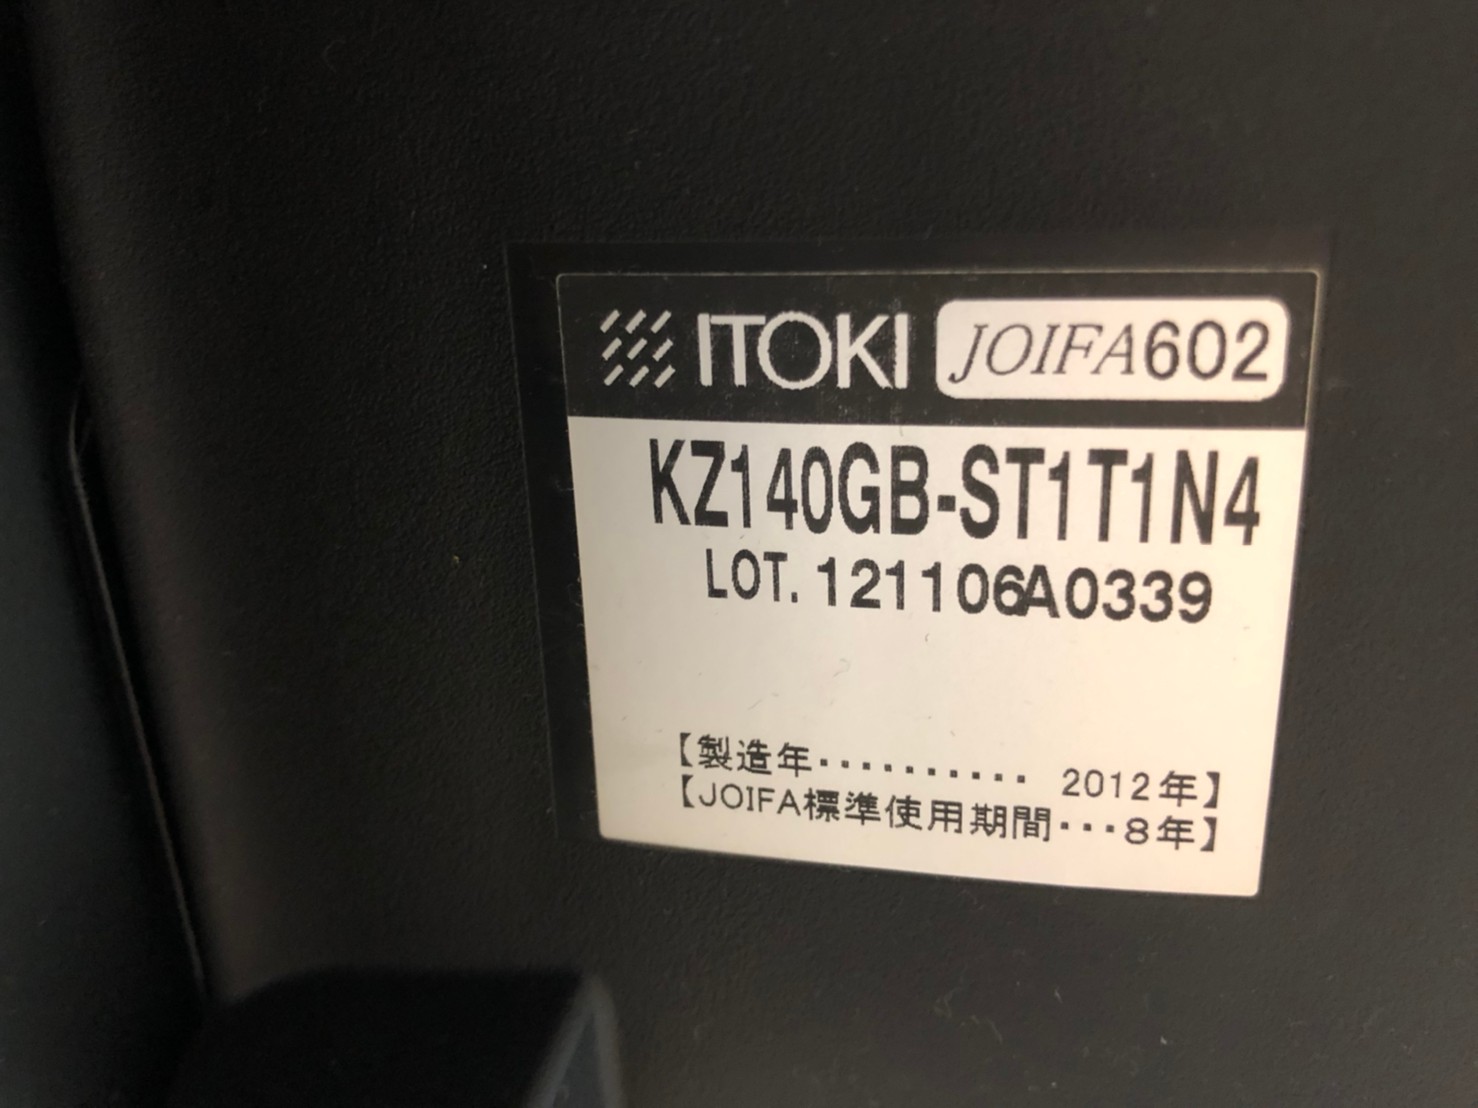 ITOKI JOIFA602
KZ140GB-ST1T1N4
LOT. 121106A0339
【製造年・・・・・・・・・・ 2012年】
【JOIFA標準使用期間・・・8年】